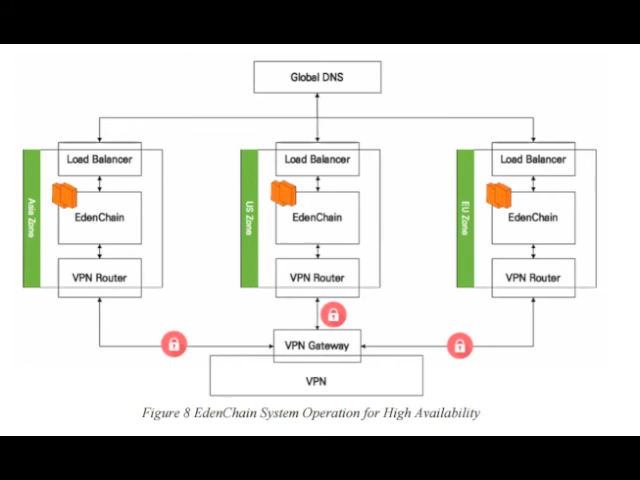 Global DNS
Load Balancer
Load Balancer
Load Balancer
Asia Zone
EdenChain
US Zone
EdenChain
EU Zone
EdenChain
VPN Router
VPN Router
VPN Router
VPN Gateway
VPN
Figure 8 EdenChain System Operation for High Availability